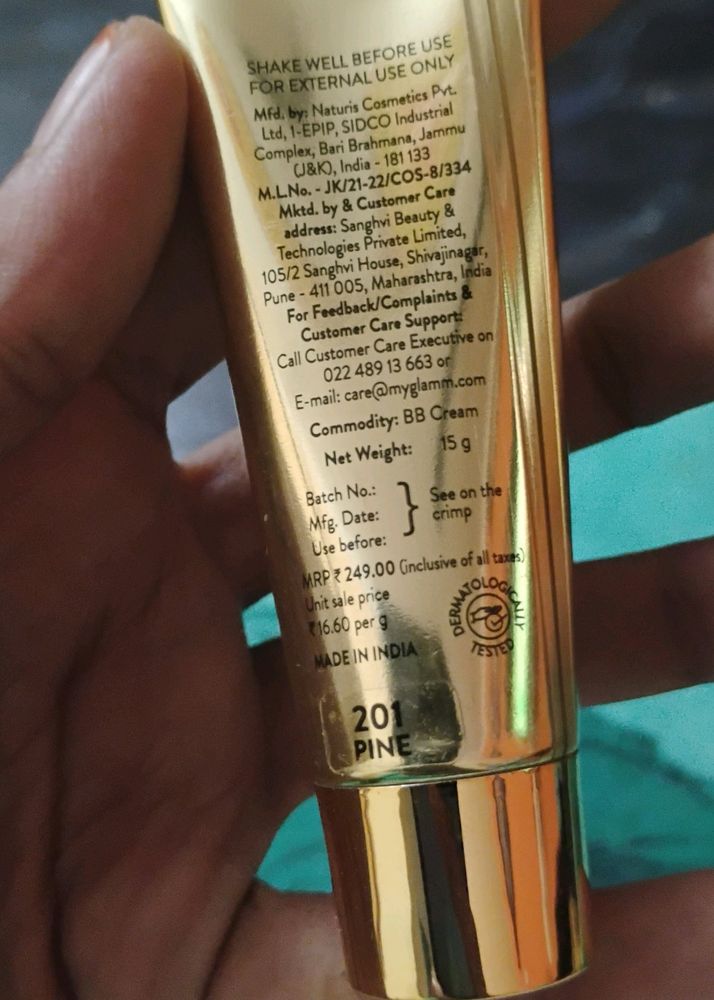 SHAKE WELL BEFORE USE
FOR EXTERNAL USE ONLY
Mfd. by: Naturis Cosmetics Pvt.
Ltd, 1-EPIP, SIDCO Industrial
Complex, Bari Brahmana, Jammu
(J&K), India - 181 133
M.L.No. - JK/21-22/COS-8/334
Mktd. by & Customer Care
address: Sanghvi Beauty &
Technologies Private Limited,
105/2 Sanghvi House, Shivajinagar,
Pune - 411 005, Maharashtra, India
For Feedback/Complaints &
Customer Care Support:
Call Customer Care Executive on
022 489 13 663 or
E-mail: care@myglamm.com
Commodity: BB Cream
Net Weight: 15 g
Batch No.:
Mfg. Date:
Use before:
} See on the
crimp
MRP ₹ 249.00 (inclusive of all taxes)
Unit sale price
₹16.60 per g
MADE IN INDIA
DERMATOLOGICALLY
TESTED
201
PINE